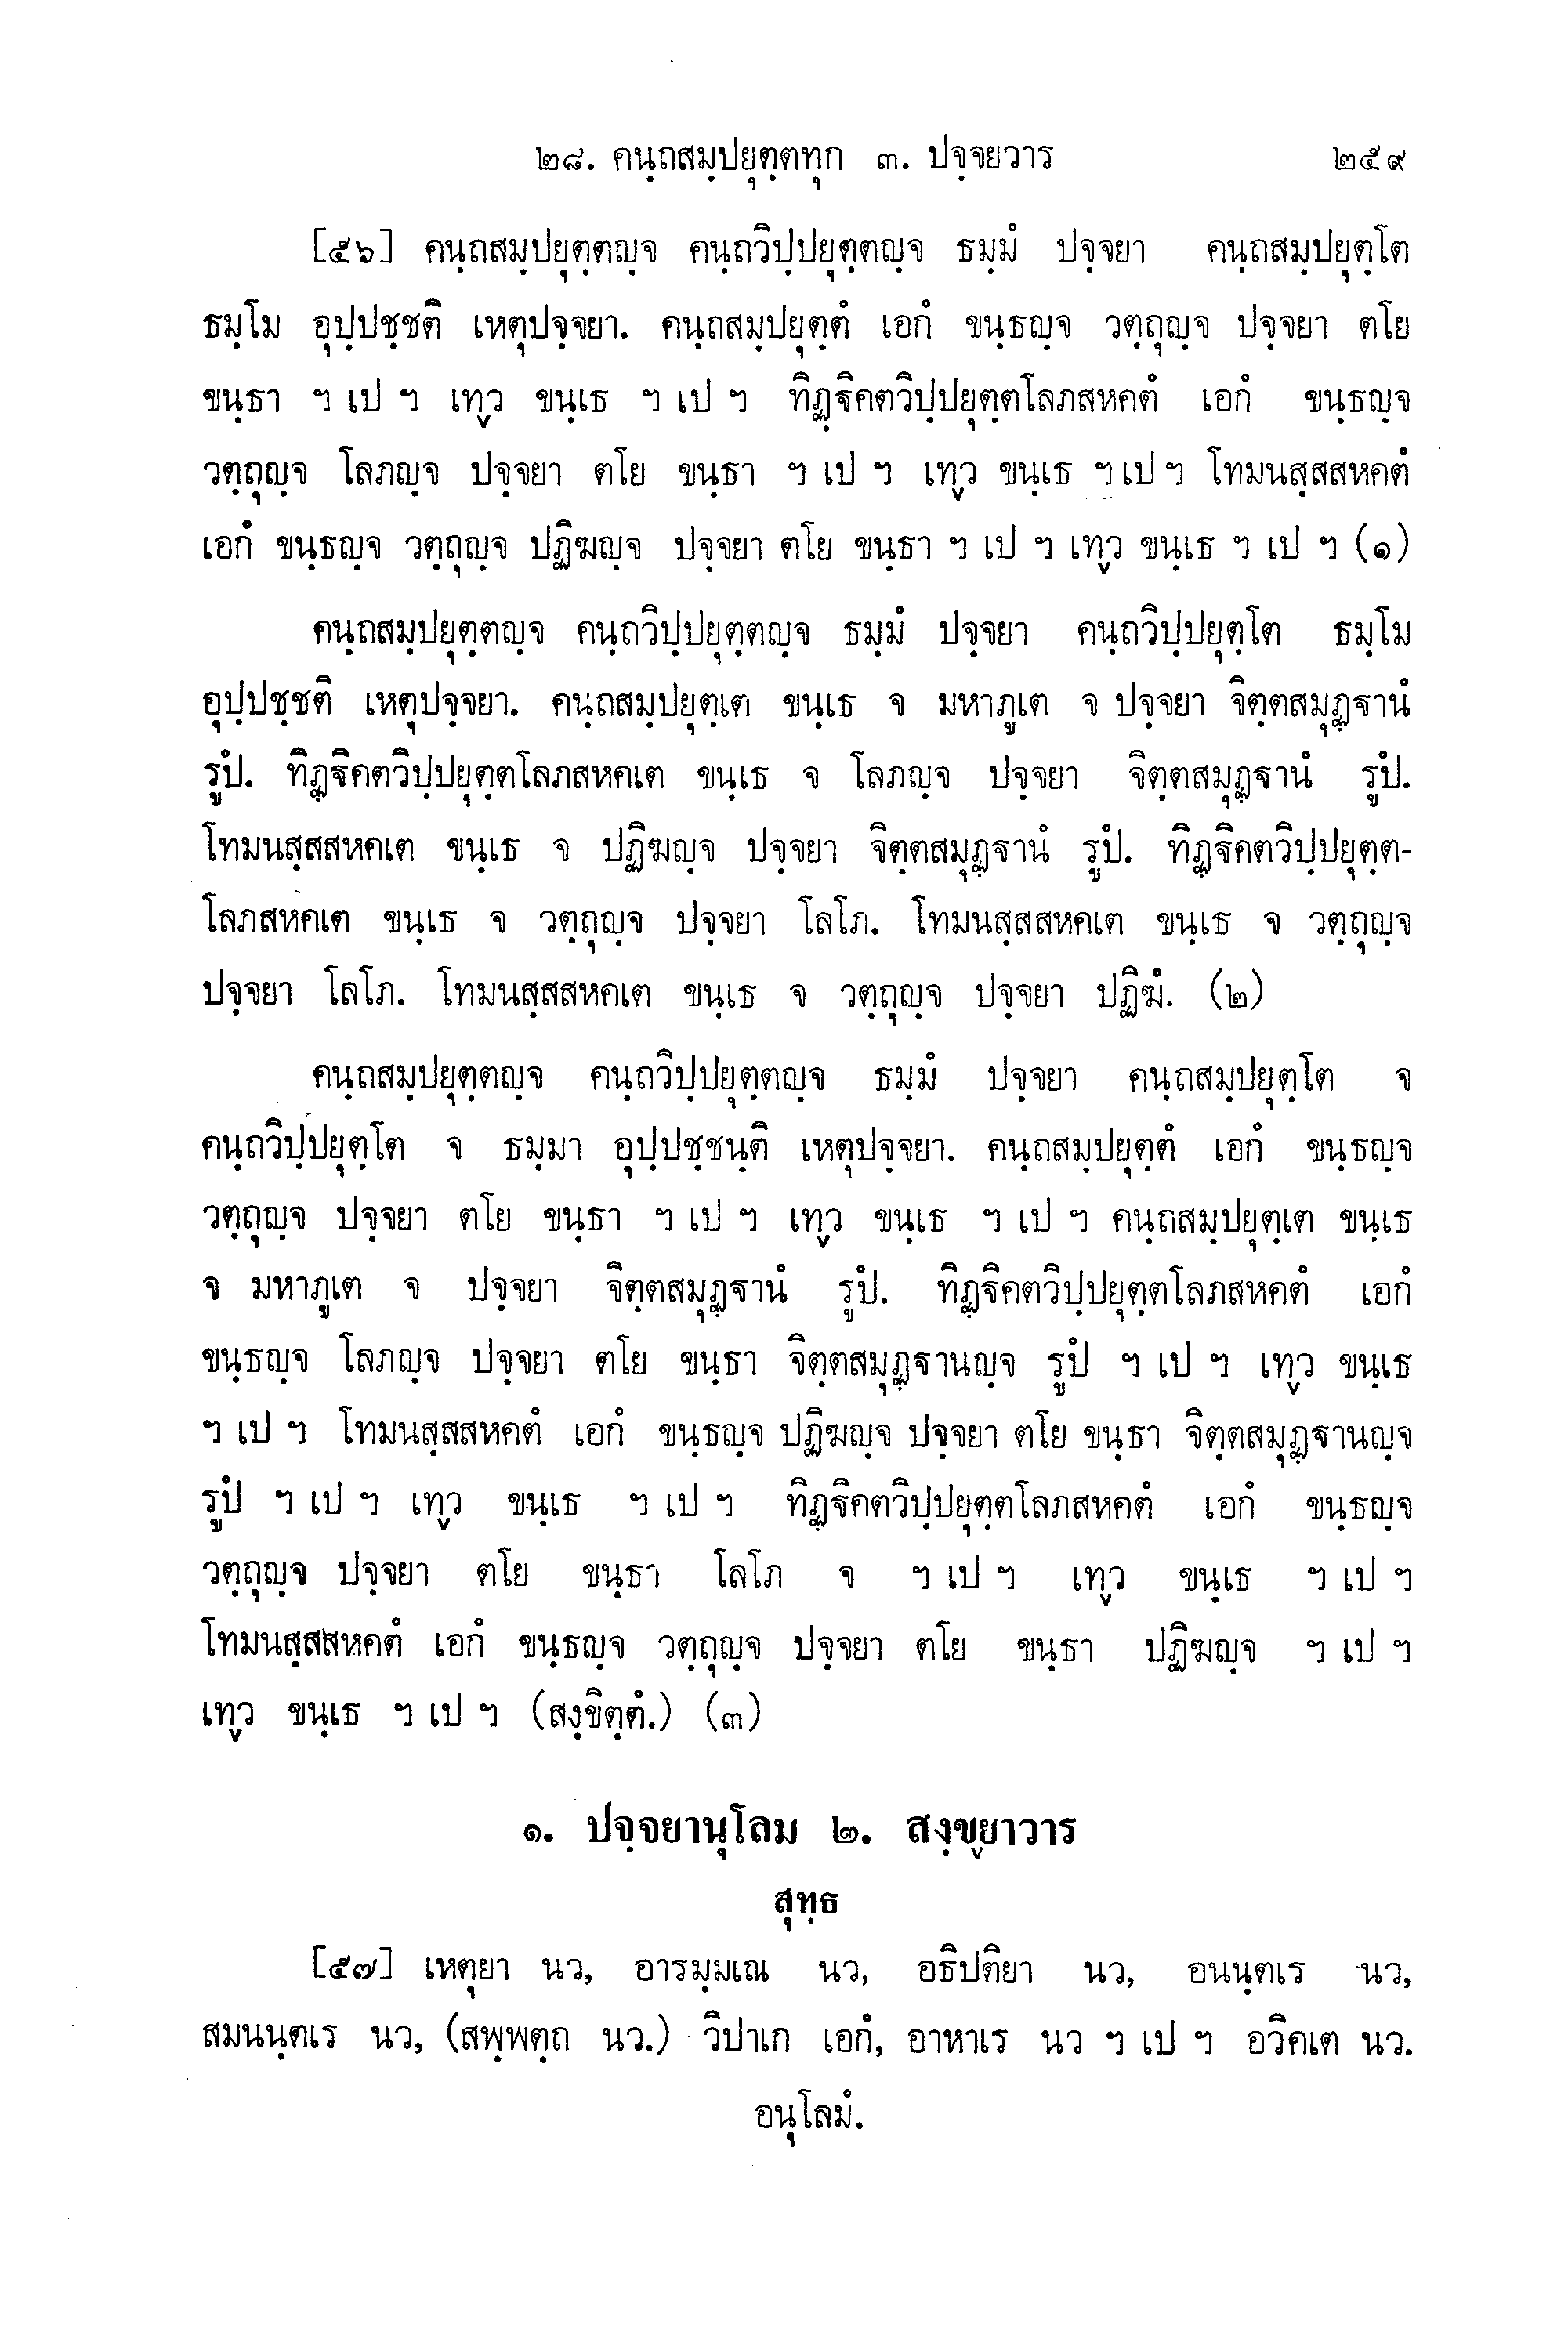 ๒๘. คนฺถสมฺปยุตฺตทุก ๓. ปจฺจยวาร ๒๕๙
[๕๖] คนฺถสมฺปยุตฺตญฺจ คนฺถวิปฺปยุตฺตญฺจ ธมฺมํ ปจฺจยา คนฺถสมฺปยุตฺโต
ธมฺโม อุปฺปชฺชติ เหตุปจฺจยา. คนฺถสมฺปยุตฺตํ เอกํ ขนฺธญฺจ วตฺถุญฺจ ปจฺจยา ตโย
ขนฺธา ฯ เป ฯ เทฺว ขนฺเธ ฯ เป ฯ ทิฏฺฐิคตวิปฺปยุตฺตโลภสหคตํ เอกํ ขนฺธญฺจ
วตฺถุญฺจ โลภญฺจ ปจฺจยา ตโย ขนฺธา ฯ เป ฯ เทฺว ขนฺเธ ฯ เป ฯ โทมนสฺสสหคตํ
เอกํ ขนฺธญฺจ วตฺถุญฺจ ปฏิฆญฺจ ปจฺจยา ตโย ขนฺธา ฯ เป ฯ เทฺว ขนฺเธ ฯ เป ฯ (๑)
คนฺถสมฺปยุตฺตญฺจ คนฺถวิปฺปยุตฺตญฺจ ธมฺมํ ปจฺจยา คนฺถวิปฺปยุตฺโต ธมฺโม
อุปฺปชฺชติ เหตุปจฺจยา. คนฺถสมฺปยุตฺเต ขนฺเธ จ มหาภูเต จ ปจฺจยา จิตฺตสมุฏฺฐานํ
รูปํ. ทิฏฺฐิคตวิปฺปยุตฺตโลภสหคเต ขนฺเธ จ โลภญฺจ ปจฺจยา จิตฺตสมุฏฺฐานํ รูปํ.
โทมนสฺสสหคเต ขนฺเธ จ ปฏิฆญฺจ ปจฺจยา จิตฺตสมุฏฺฐานํ รูปํ. ทิฏฺฐิคตวิปฺปยุตฺต-
โลภสหคเต ขนฺเธ จ วตฺถุญฺจ ปจฺจยา โลโภ. โทมนสฺสสหคเต ขนฺเธ จ วตฺถุญฺจ
ปจฺจยา โลโภ. โทมนสฺสสหคเต ขนฺเธ จ วตฺถุญฺจ ปจฺจยา ปฏิฆํ. (๒)
คนฺถสมฺปยุตฺตญฺจ คนฺถวิปฺปยุตฺตญฺจ ธมฺมํ ปจฺจยา คนฺถสมฺปยุตฺโต จ
คนฺถวิปฺปยุตฺโต จ ธมฺมา อุปฺปชฺชนฺติ เหตุปจฺจยา. คนฺถสมฺปยุตฺตํ เอกํ ขนฺธญฺจ
วตฺถุญฺจ ปจฺจยา ตโย ขนฺธา ฯ เป ฯ เทฺว ขนฺเธ ฯ เป ฯ คนฺถสมฺปยุตฺเต ขนฺเธ
จ มหาภูเต จ ปจฺจยา จิตฺตสมุฏฺฐานํ รูปํ. ทิฏฺฐิคตวิปฺปยุตฺตโลภสหคตํ เอกํ
ขนฺธญฺจ โลภญฺจ ปจฺจยา ตโย ขนฺธา จิตฺตสมุฏฺฐานญฺจ รูปํ ฯ เป ฯ เทฺว ขนฺเธ
ฯ เป ฯ โทมนสฺสสหคตํ เอกํ ขนฺธญฺจ ปฏิฆญฺจ ปจฺจยา ตโย ขนฺธา จิตฺตสมุฏฺฐานญฺจ
รูปํ ฯ เป ฯ เทฺว ขนฺเธ ฯ เป ฯ ทิฏฺฐิคตวิปฺปยุตฺตโลภสหคตํ เอกํ ขนฺธญฺจ
วตฺถุญฺจ ปจฺจยา ตโย ขนฺธา โลโภ จ ฯ เป ฯ เทฺว ขนฺเธ ฯ เป ฯ
โทมนสฺสสหคตํ เอกํ ขนฺธญฺจ วตฺถุญฺจ ปจฺจยา ตโย ขนฺธา ปฏิฆญฺจ ฯ เป ฯ
เทฺว ขนฺเธ ฯ เป ฯ (สงฺขิตฺตํ.) (๓)
๑. ปจฺจยานุโลม ๒. สงฺขฺยาวาร
สุทฺธ
[๕๗] เหตุยา นว, อารมฺมเณ นว, อธิปติยา นว, อนนฺตเร นว,
สมนนฺตเร นว, (สพฺพตฺถ นว.) วิปาเก เอกํ, อาหาเร นว ฯ เป ฯ อวิคเต นว.
อนุโลมํ.